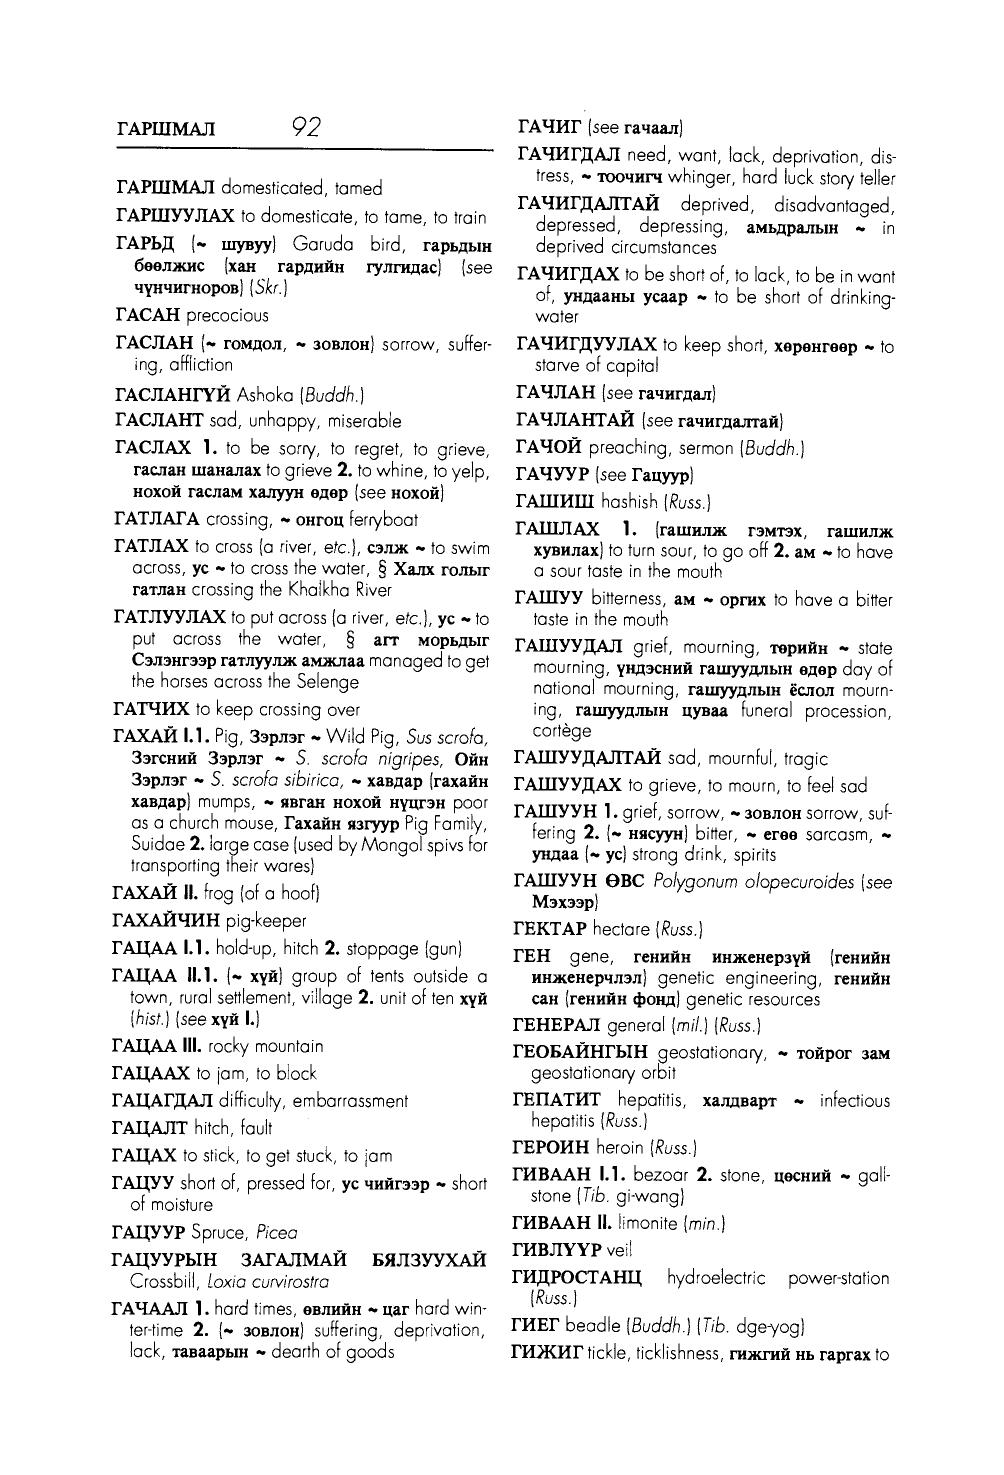 ГАРШМАЛ 92
ГАРШМАЛ domesticated, tamed
ГАРШУУЛАХ to domesticate, to tame, to train
ГАРЬД (~ шувуу) Garuda bird, гарьдын
бөөлжис (хан гардийн гулгидас) (see
чүнчигноров) (Skr.)
ГАСАН precocious
ГАСЛАН (~ гомдол, ~ зовлон) sorrow, suffer-
ing, affliction
ГАСЛАНГҮЙ Ashoka (Buddh.)
ГАСЛАНТ sad, unhappy, miserable
ГАСЛАХ 1. to be sorry, to regret, to grieve,
гаслан шаналах to grieve 2. to whine, to yelp,
нохой гаслам халуун өдөр (see нохой)
ГАТЛАГА crossing, ~ онгоц ferryboat
ГАТЛАХ to cross (a river, etc.), сэлж ~ to swim
across, ус ~ to cross the water, § Халх голыг
гатлан crossing the Khalkha River
ГАТЛУУЛАХ to put across (a river, etc.), ус ~ to
put across the water, § агт морьдыг
Сэлэнгээр гатлуулж амжлаа managed to get
the horses across the Selenge
ГАТЧИХ to keep crossing over
ГАХАЙ I.1. Pig, Зэрлэг ~ Wild Pig, Sus scrofa,
Зэгсний Зэрлэг ~ S. scrofa nigripes, Ойн
Зэрлэг ~ S. scrofa sibirica, ~ хавдар (гахайн
хавдар) mumps, ~ явган нохой нүцгэн poor
as a church mouse, Гахайн язгуур Pig Family,
Suidae 2. large case (used by Mongol spivs for
transporting their wares)
ГАХАЙ II. frog (of a hoof)
ГАХАЙЧИН pig-keeper
ГАЦАА I.1. hold-up, hitch 2. stoppage (gun)
ГАЦАА II.1. (~ хүй) group of tents outside a
town, rural settlement, village 2. unit of ten хүй
(hist.) (see хүй I.)
ГАЦАА III. rocky mountain
ГАЦААХ to jam, to block
ГАЦАГДАЛ difficulty, embarrassment
ГАЦАЛТ hitch, fault
ГАЦАХ to stick, to get stuck, to jam
ГАЦУУ short of, pressed for, ус чийгээр ~ short
of moisture
ГАЦУУР Spruce, Picea
ГАЦУУРЫН ЗАГАЛМАЙ БЯЛЗУУХАЙ
Crossbill, Loxia curvirostra
ГАЧААЛ 1. hard times, өвлийн ~ цаг hard win-
ter-time 2. (~ зовлон) suffering, deprivation,
lack, таваарын ~ dearth of goods
ГАЧИГ (see гачаал)
ГАЧИГДАЛ need, want, lack, deprivation, dis-
tress, ~ тоочигч whinger, hard luck story teller
ГАЧИГДАЛТАЙ deprived, disadvantaged,
depressed, depressing, амьдралын ~ in
deprived circumstances
ГАЧИГДАХ to be short of, to lack, to be in want
of, ундааны усаар ~ to be short of drinking-
water
ГАЧИГДУУЛАХ to keep short, хөрөнгөөр ~ to
starve of capital
ГАЧЛАН (see гачигдал)
ГАЧЛАНТАЙ (see гачигдалтай)
ГАЧОЙ preaching, sermon (Buddh.)
ГАЧУУР (see Гацуур)
ГАШИШ hashish (Russ.)
ГАШЛАХ 1. (гашилж гэмтэх, гашилж
хувилах) to turn sour, to go off 2. ам ~ to have
a sour taste in the mouth
ГАШУУ bitterness, ам ~ оргих to have a bitter
taste in the mouth
ГАШУУДАЛ grief, mourning, төрийн ~ state
mourning, үндэсний гашуудлын өдөр day of
national mourning, гашуудлын ёслол mourn-
ing, гашуудлын цуваа funeral procession,
cortège
ГАШУУДАЛТАЙ sad, mournful, tragic
ГАШУУДАХ to grieve, to mourn, to feel sad
ГАШУУН 1. grief, sorrow, ~ зовлон sorrow, suf-
fering 2. (~ нясуун) bitter, ~ егөө sarcasm, ~
ундаа (~ ус) strong drink, spirits
ГАШУУН ӨВС Polygonum olopecuroides (see
Мэхээр)
ГЕКТАР hectare (Russ.)
ГЕН gene, генийн инженерзүй (генийн
инженерчлэл) genetic engineering, генийн
сан (генийн фонд) genetic resources
ГЕНЕРАЛ general (mil.) (Russ.)
ГЕОБАЙНГЫН geostationary, ~ тойрог зам
geostationary orbit
ГЕПАТИТ hepatitis, халдварт ~ infectious
hepatitis (Russ.)
ГЕРОИН heroin (Russ.)
ГИВААН I.1. bezoar 2. stone, цөсний ~ gall-
stone (Tib. gi-wang)
ГИВААН II. limonite (min.)
ГИВЛҮҮР veil
ГИДРОСТАНЦ hydroelectric power-station
(Russ.)
ГИЕГ beadle (Buddh.) (Tib. dge-yog)
ГИЖИГ tickle, ticklishness, гижгий нь гаргах to